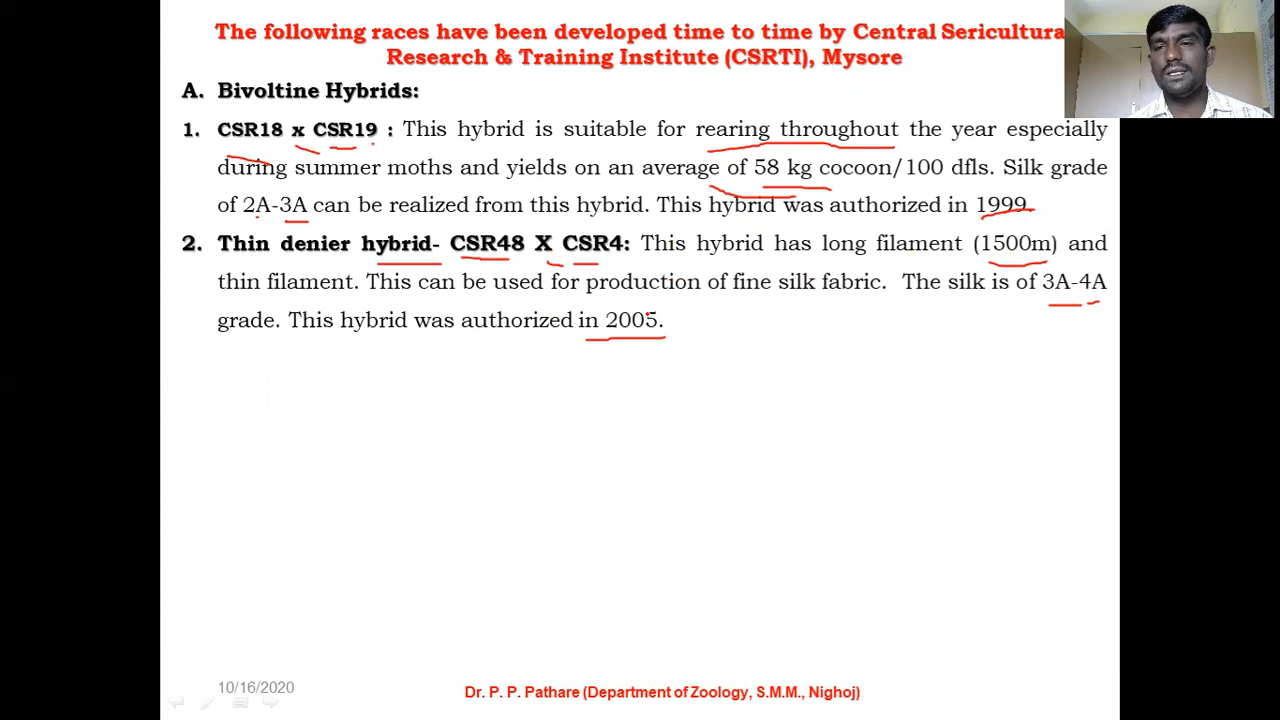 The following races have been developed time to time by Central Sericultura
Research & Training Institute (CSRTI), Mysore
A. Bivoltine Hybrids:
1. CSR18 x CSR19 : This hybrid is suitable for rearing throughout the year especially
during summer moths and yields on an average of 58 kg cocoon/100 dfls. Silk grade
of 2A-3A can be realized from this hybrid. This hybrid was authorized in 1999.
2. Thin denier hybrid- CSR48 X CSR4: This hybrid has long filament (1500m) and
thin filament. This can be used for production of fine silk fabric. The silk is of 3A-4A
grade. This hybrid was authorized in 2005.
10/16/2020
Dr. P. P. Pathare (Department of Zoology, S.M.M., Nighoj)